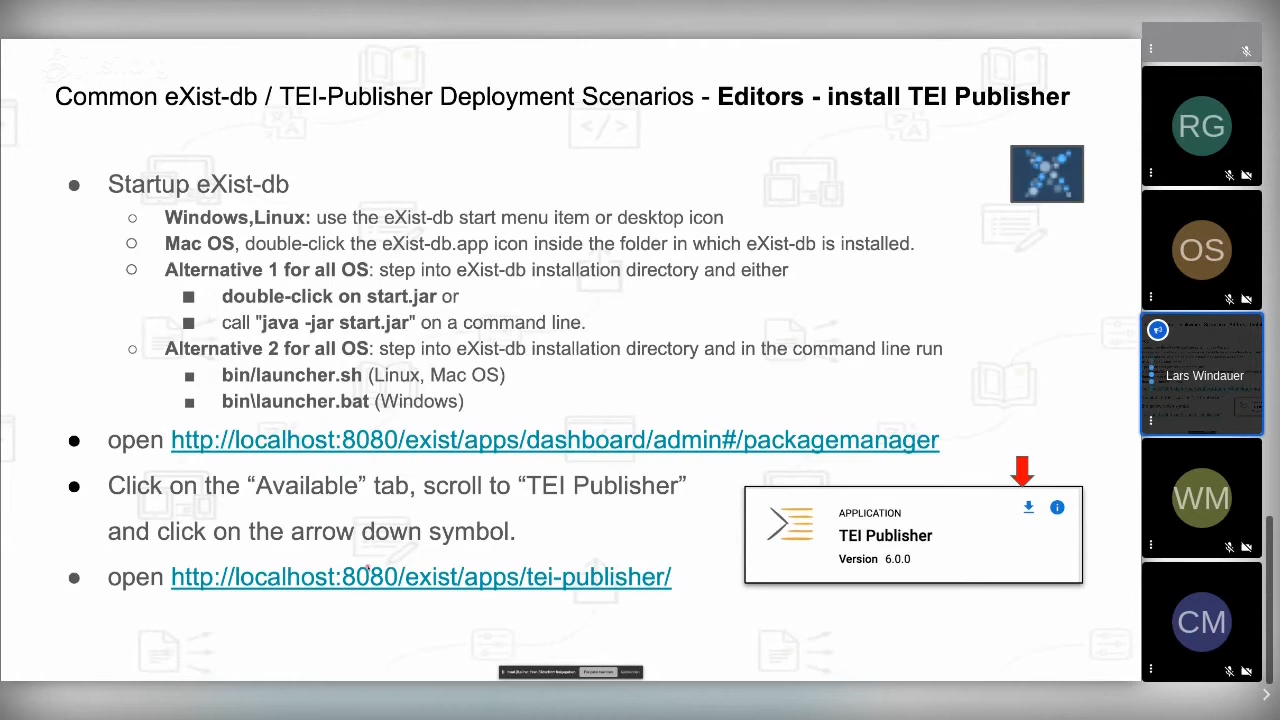 Common eXist-db / TEI-Publisher Deployment Scenarios - Editors - install TEI Publisher
● Startup eXist-db
○ Windows,Linux: use the eXist-db start menu item or desktop icon
○ Mac OS, double-click the eXist-db.app icon inside the folder in which eXist-db is installed.
○ Alternative 1 for all OS: step into eXist-db installation directory and either
■ double-click on start.jar or
■ call "java -jar start.jar" on a command line.
○ Alternative 2 for all OS: step into eXist-db installation directory and in the command line run
■ bin/launcher.sh (Linux, Mac OS)
■ bin\launcher.bat (Windows)
● open http://localhost:8080/exist/apps/dashboard/admin#/packagemanager
● Click on the “Available” tab, scroll to “TEI Publisher”
and click on the arrow down symbol.
● open http://localhost:8080/exist/apps/tei-publisher/
APPLICATION
TEI Publisher
Version 6.0.0
RG
OS
Lars Windauer
WM
CM